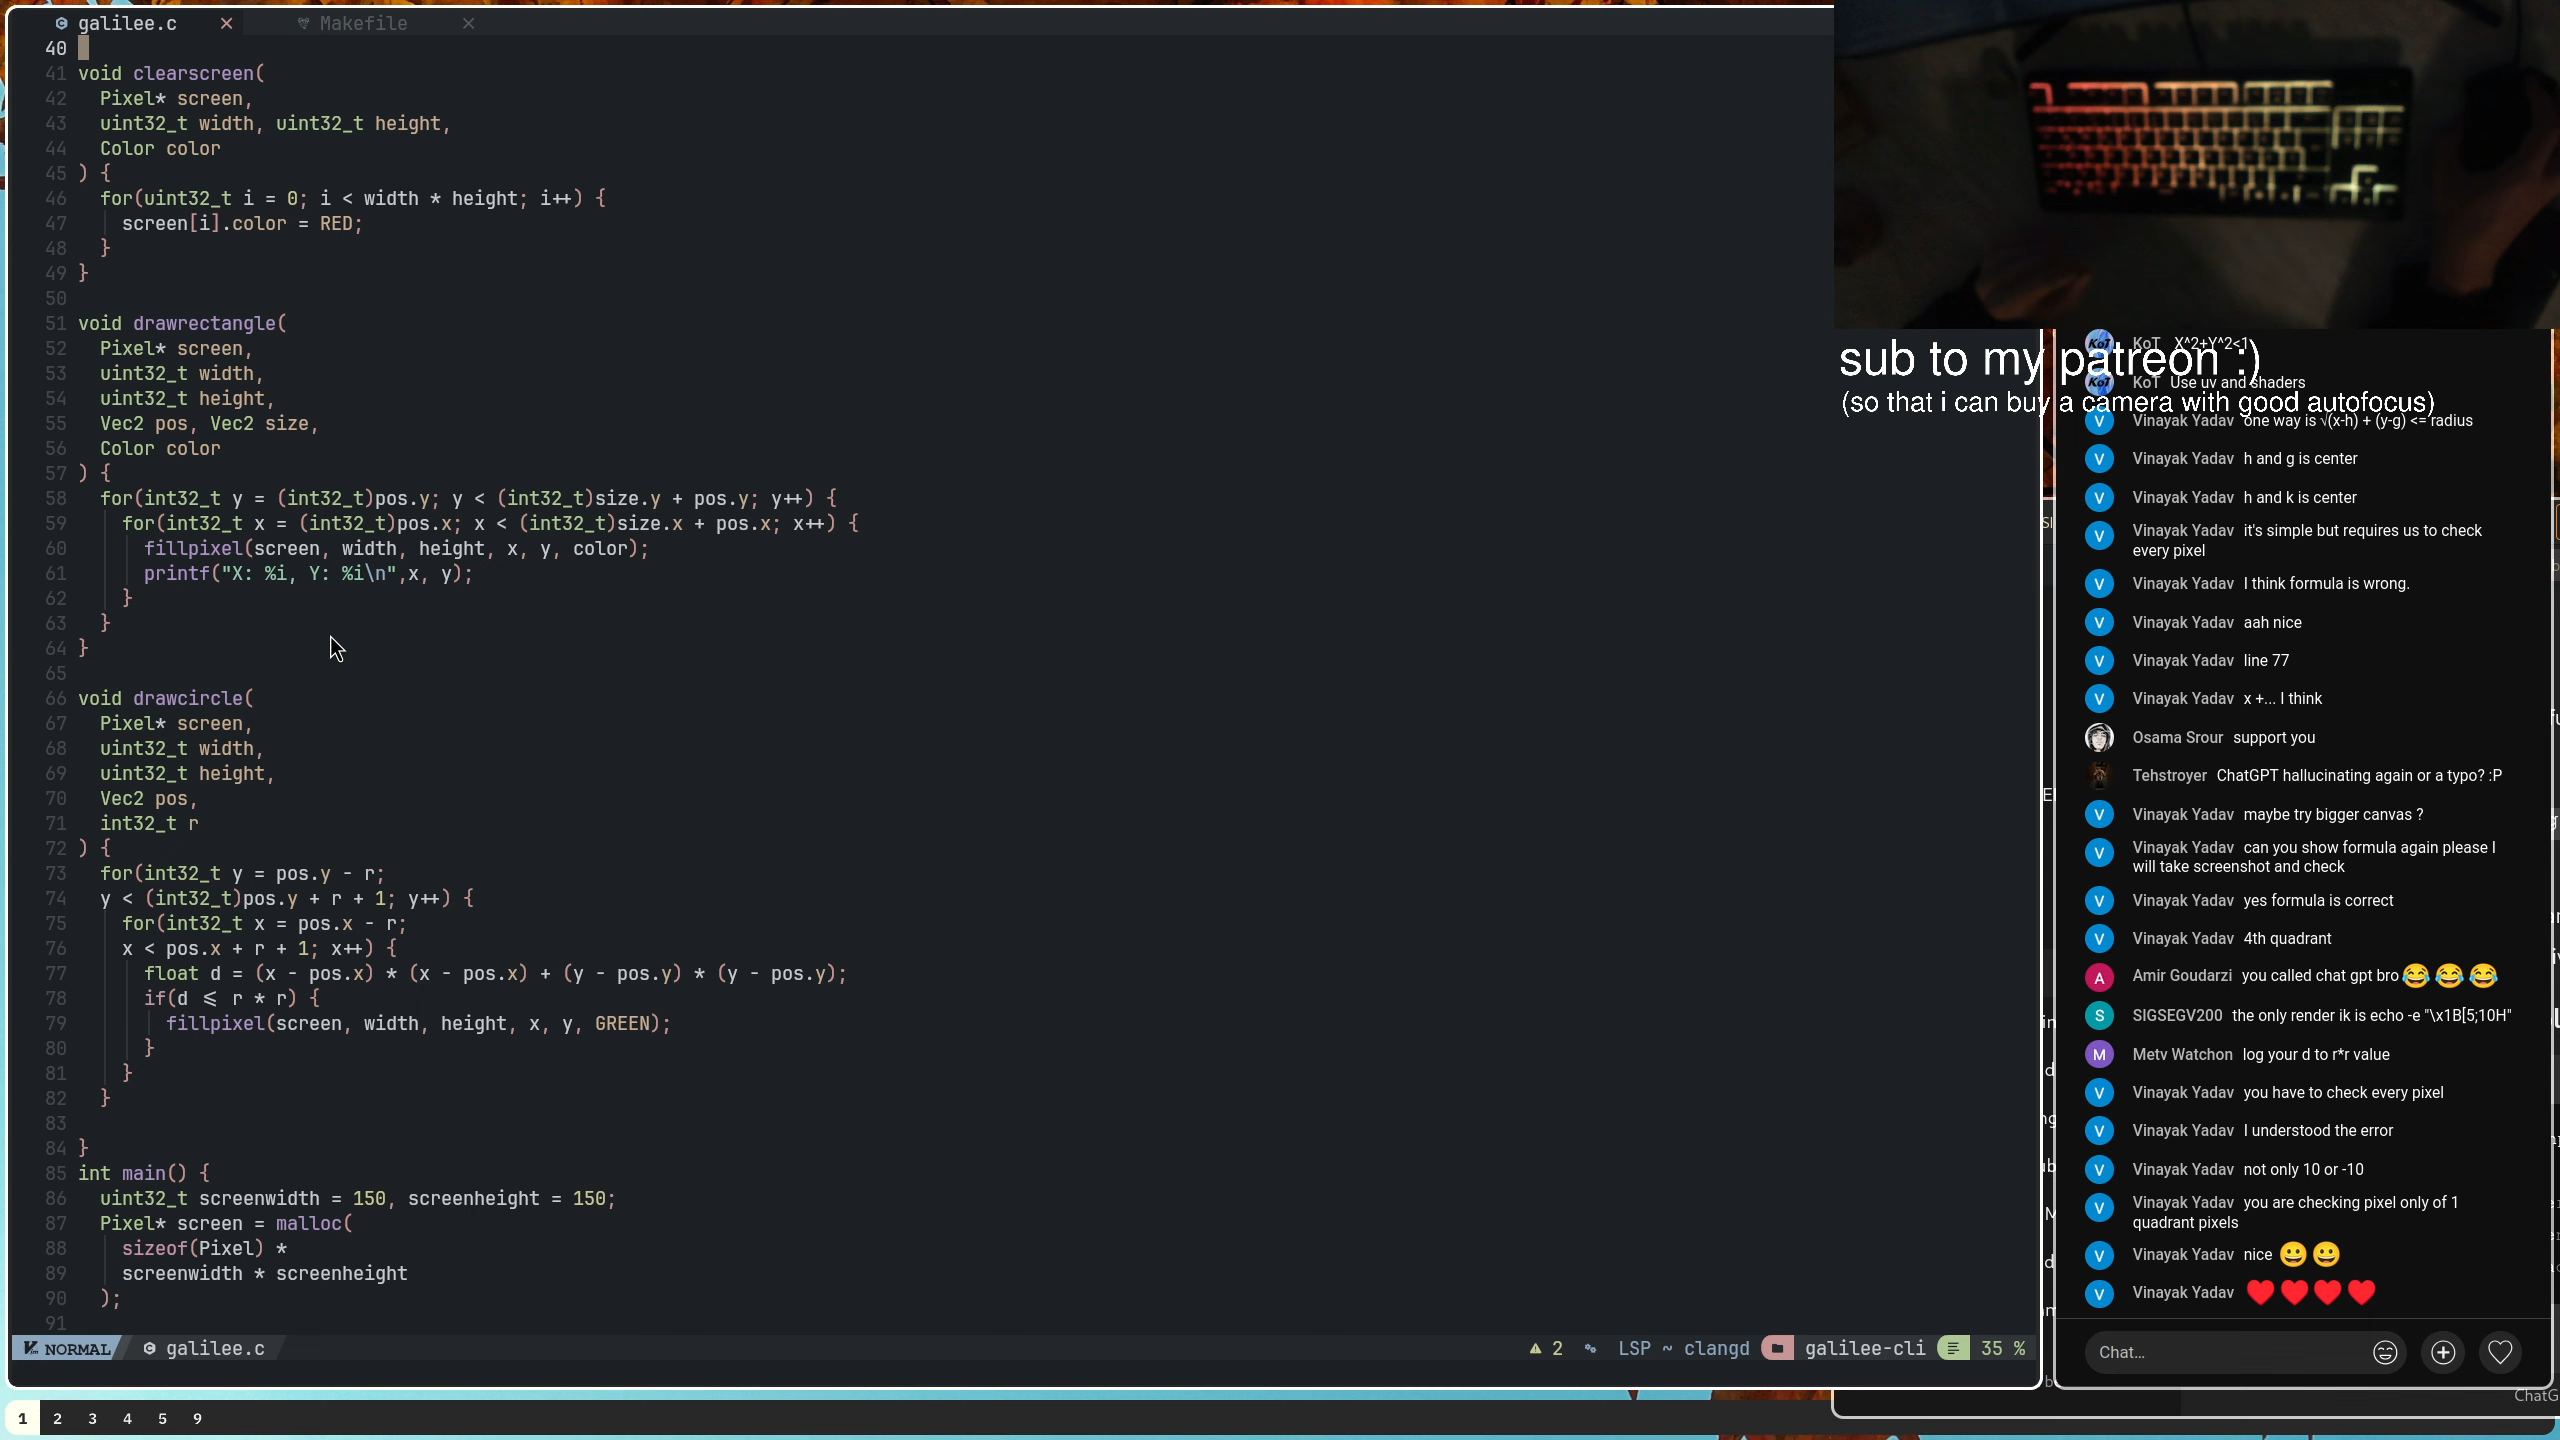 galilee.c
Makefile
40
41 void clearscreen(
42 Pixel* screen,
43 uint32_t width, uint32_t height,
44 Color color
45 ) {
46 for(uint32_t i = 0; i < width * height; i++) {
47 screen[i].color = RED;
48 }
49 }
50
51 void drawrectangle(
52 Pixel* screen,
53 uint32_t width,
54 uint32_t height,
55 Vec2 pos, Vec2 size,
56 Color color
57 ) {
58 for(int32_t y = (int32_t)pos.y; y < (int32_t)size.y + pos.y; y++) {
59 for(int32_t x = (int32_t)pos.x; x < (int32_t)size.x + pos.x; x++) {
60 fillpixel(screen, width, height, x, y, color);
61 printf("X: %i, Y: %i\n",x, y);
62 }
63 }
64 }
65
66 void drawcircle(
67 Pixel* screen,
68 uint32_t width,
69 uint32_t height,
70 Vec2 pos,
71 int32_t r
72 ) {
73 for(int32_t y = pos.y - r;
74 y < (int32_t)pos.y + r + 1; y++) {
75 for(int32_t x = pos.x - r;
76 x < pos.x + r + 1; x++) {
77 float d = (x - pos.x) * (x - pos.x) + (y - pos.y) * (y - pos.y);
78 if(d <= r * r) {
79 fillpixel(screen, width, height, x, y, GREEN);
80 }
81 }
82 }
83
84 }
85 int main() {
86 uint32_t screenwidth = 150, screenheight = 150;
87 Pixel* screen = malloc(
88 sizeof(Pixel) *
89 screenwidth * screenheight
90 );
91
NORMAL galilee.c
2 LSP ~ clangd galilee-cli 35 %
1 2 3 4 5 9
KoT X^2+Y^2<1
sub to my patreon :)
KoT Use uv and shaders
(so that i can buy a camera with good autofocus)
Vinayak Yadav one way is √(x-h) + (y-g) <= radius
Vinayak Yadav h and g is center
Vinayak Yadav h and k is center
Vinayak Yadav it's simple but requires us to check
every pixel
Vinayak Yadav I think formula is wrong.
Vinayak Yadav aah nice
Vinayak Yadav line 77
Vinayak Yadav x +... I think
Osama Srour support you
Tehstroyer ChatGPT hallucinating again or a typo? :P
Vinayak Yadav maybe try bigger canvas ?
Vinayak Yadav can you show formula again please I
will take screenshot and check
Vinayak Yadav yes formula is correct
Vinayak Yadav 4th quadrant
Amir Goudarzi you called chat gpt bro 😂😂😂
SIGSEGV200 the only render ik is echo -e "\x1B[5;10H"
Metv Watchon log your d to r*r value
Vinayak Yadav you have to check every pixel
Vinayak Yadav I understood the error
Vinayak Yadav not only 10 or -10
Vinayak Yadav you are checking pixel only of 1
quadrant pixels
Vinayak Yadav nice 😀😀
Vinayak Yadav ❤❤❤❤
Chat...